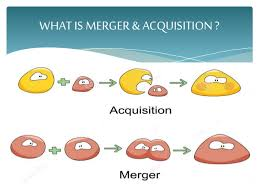 WHAT IS MERGER & ACQUISITION ?
Acquisition
Merger